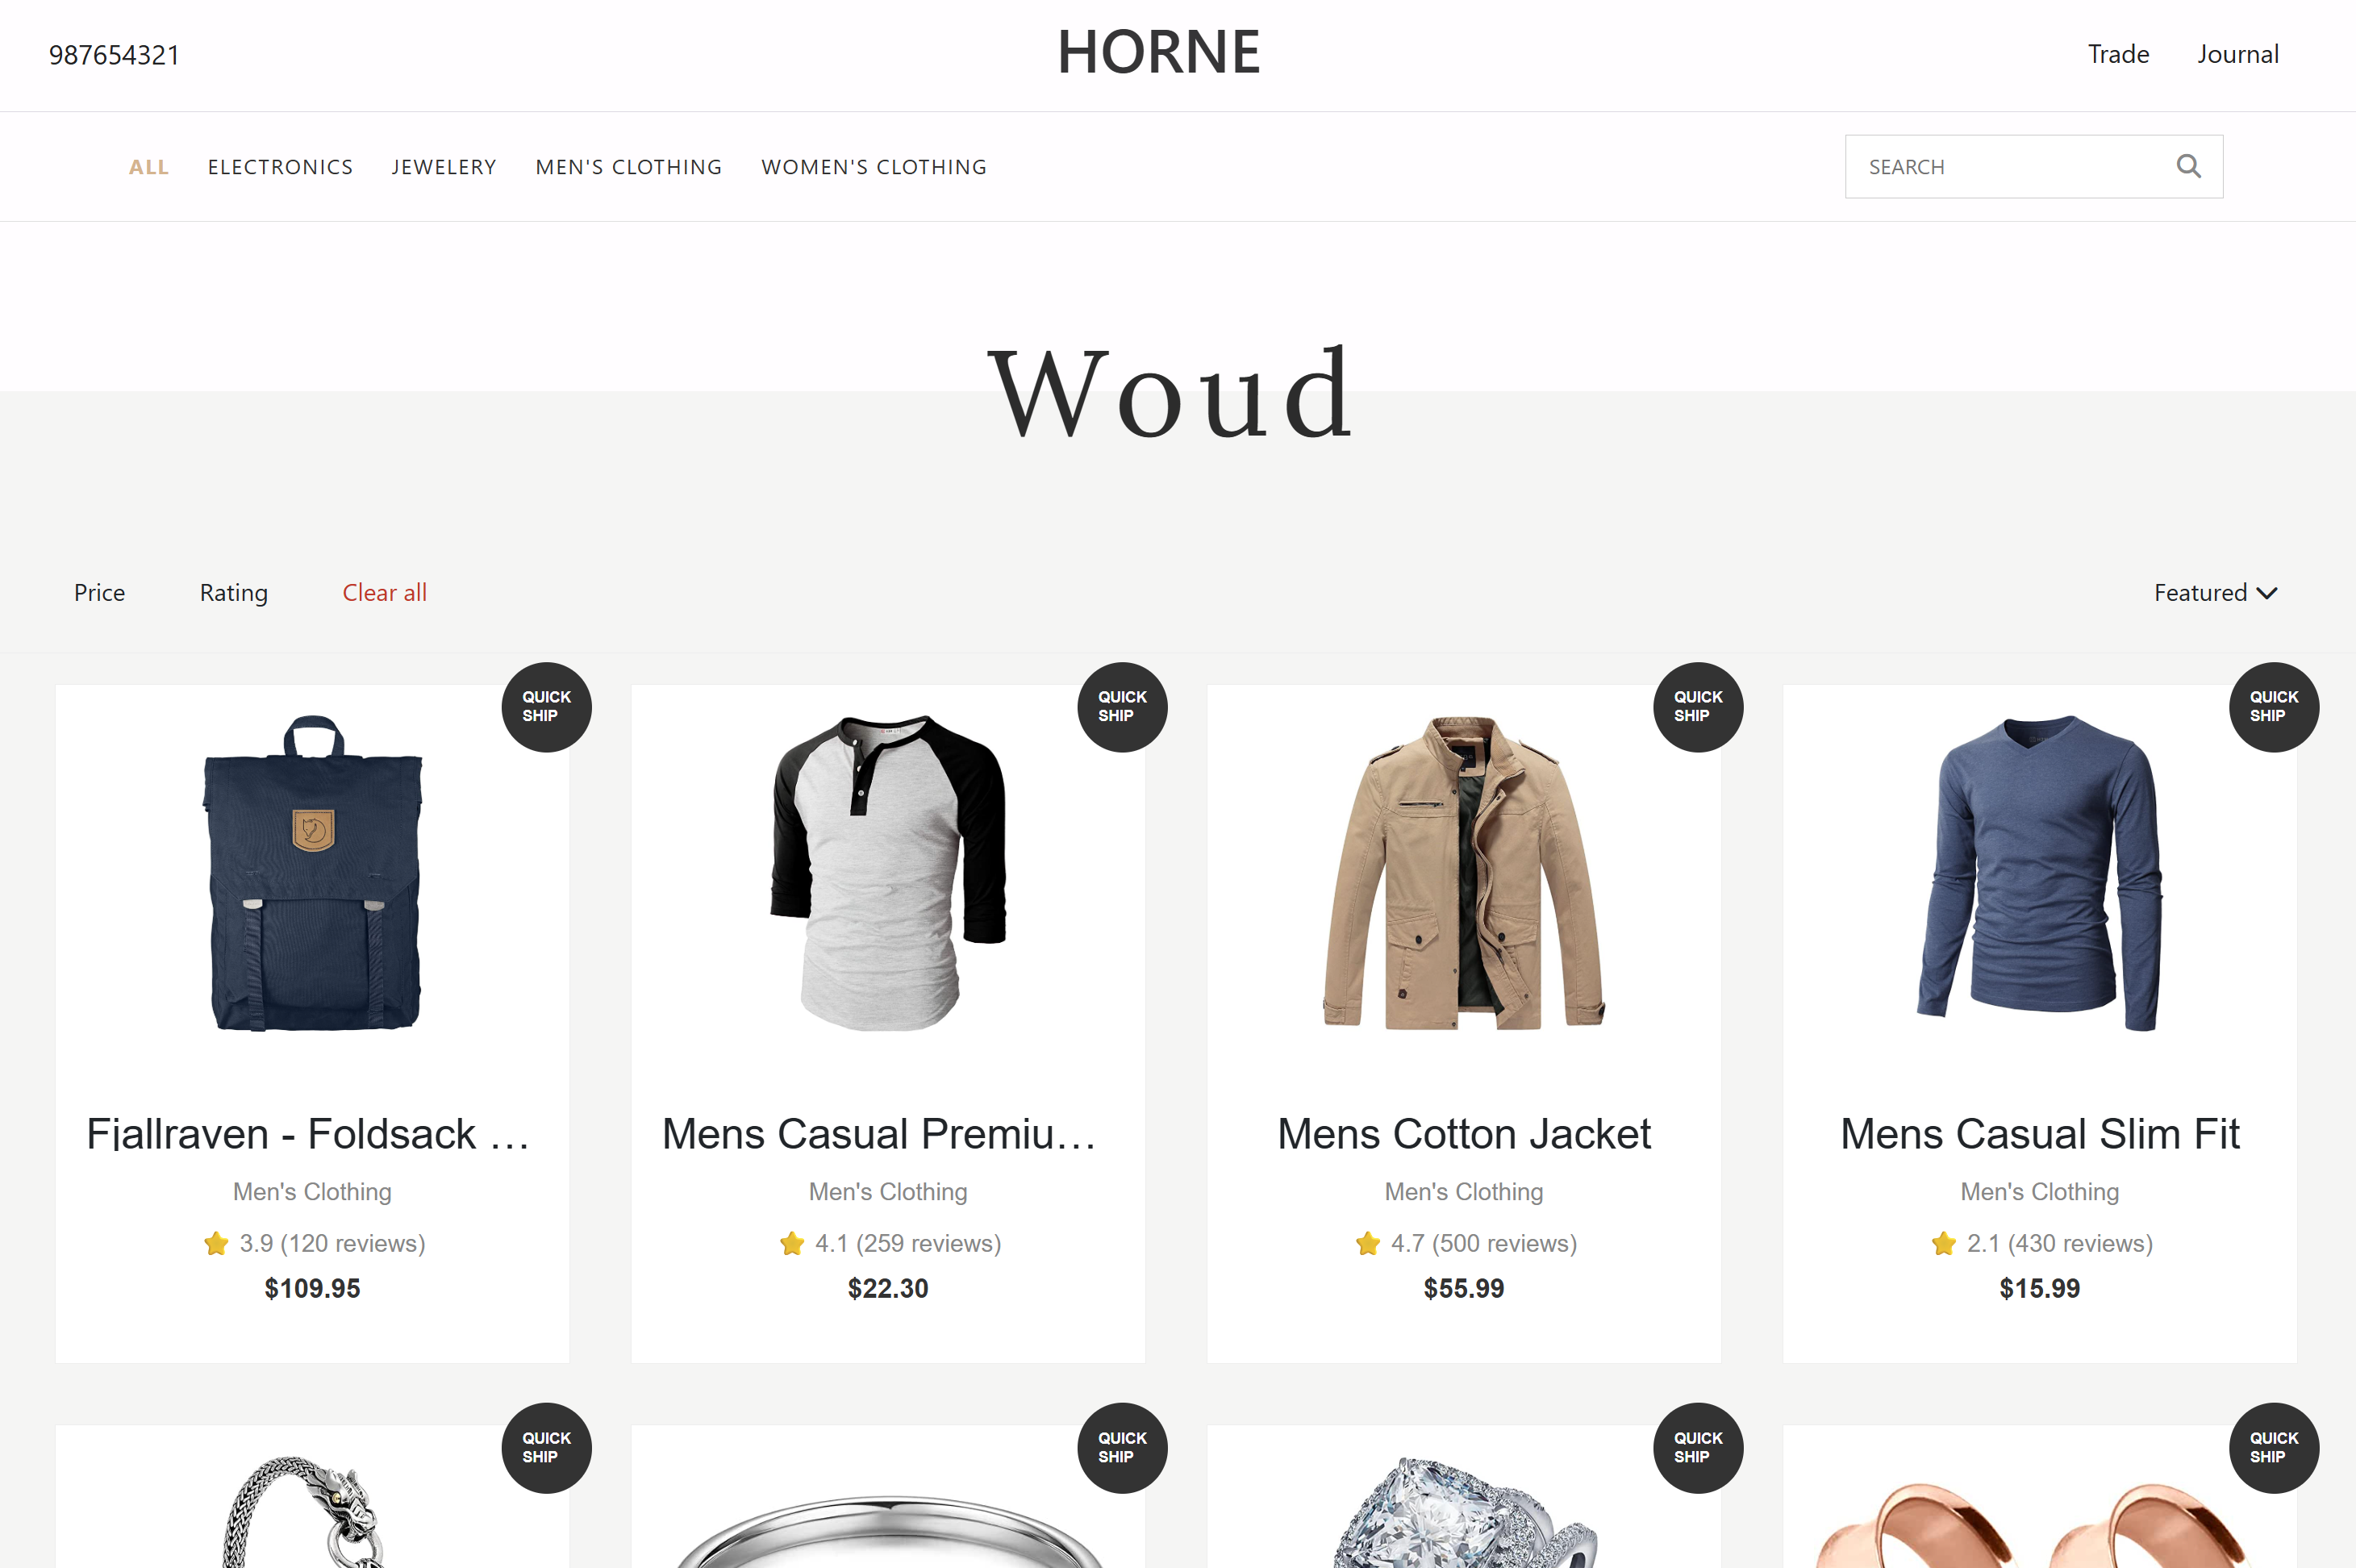 987654321
HORNE
Trade
Journal
ALL
ELECTRONICS
JEWELERY
MEN'S CLOTHING
WOMEN'S CLOTHING
SEARCH
Woud
Price
Rating
Clear all
Featured
QUICK
SHIP
Fjallraven - Foldsack …
Men's Clothing
3.9 (120 reviews)
$109.95
QUICK
SHIP
Mens Casual Premiu…
Men's Clothing
4.1 (259 reviews)
$22.30
QUICK
SHIP
Mens Cotton Jacket
Men's Clothing
4.7 (500 reviews)
$55.99
QUICK
SHIP
Mens Casual Slim Fit
Men's Clothing
2.1 (430 reviews)
$15.99
QUICK
SHIP
QUICK
SHIP
QUICK
SHIP
QUICK
SHIP